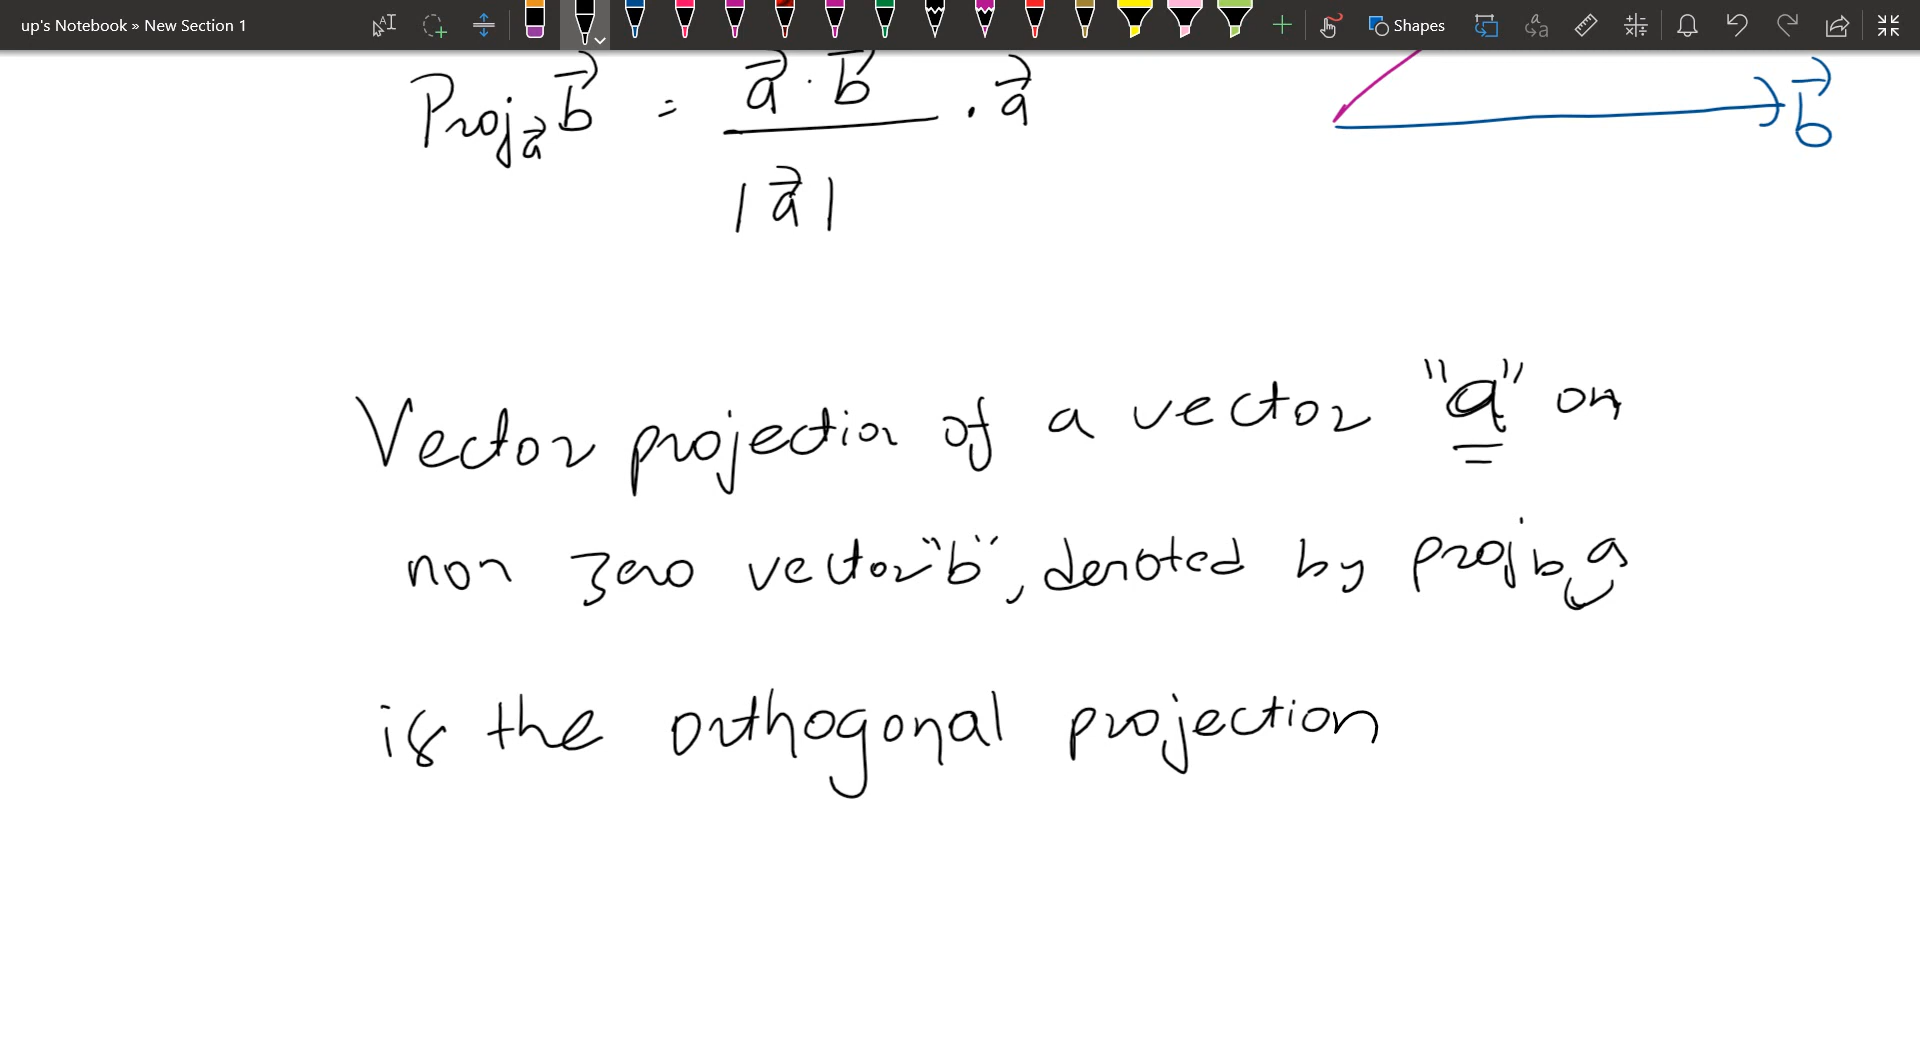 up's Notebook » New Section 1
Shapes
Proj a⃗ b⃗ = a⃗ · b⃗ / |a⃗| . a⃗
b⃗
Vector projection of a vector "a" on
non zero vector "b", denoted by projb a
is the orthogonal projection